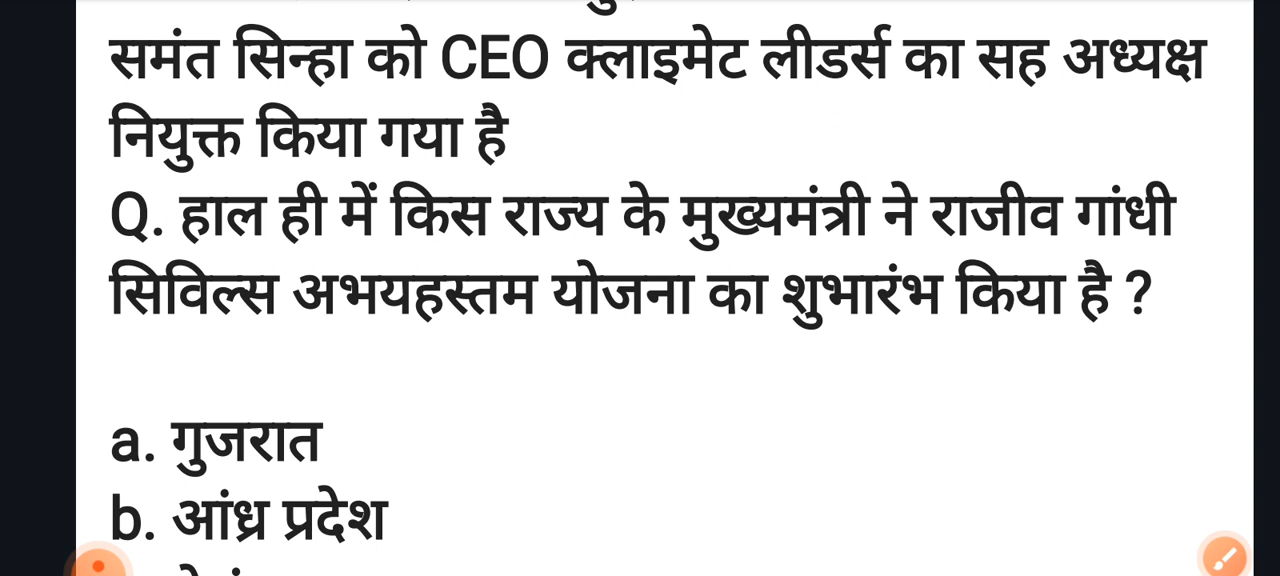 समंत सिन्हा को CEO क्लाइमेट लीडर्स का सह अध्यक्ष
नियुक्त किया गया है
Q. हाल ही में किस राज्य के मुख्यमंत्री ने राजीव गांधी
सिविल्स अभयहस्तम योजना का शुभारंभ किया है ?
a. गुजरात
b. आंध्र प्रदेश